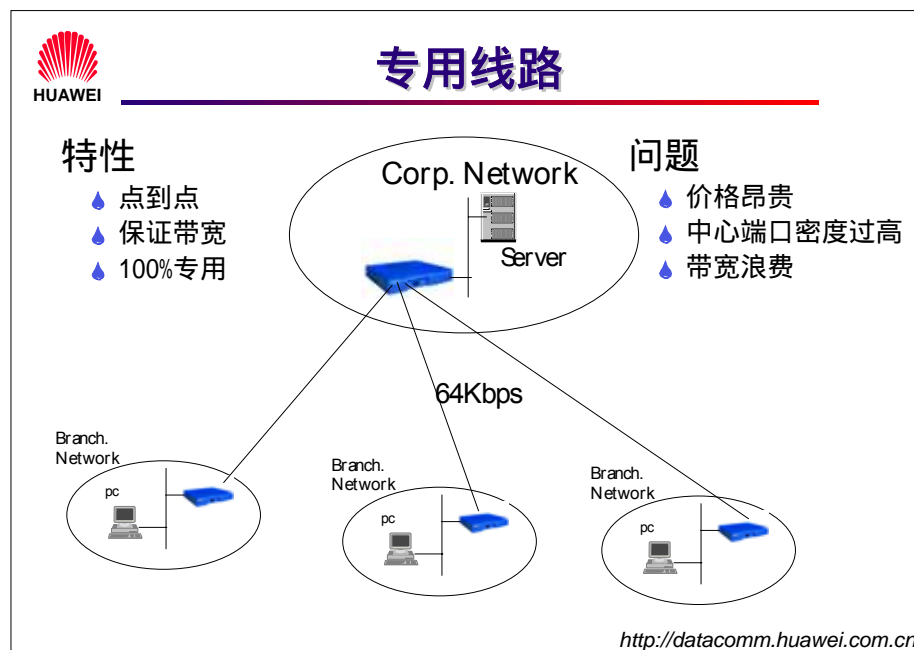 HUAWEI
专用线路
特性
点到点
保证带宽
100%专用
问题
价格昂贵
中心端口密度过高
带宽浪费
Corp. Network
Server
64Kbps
Branch.
Network
pc
Branch.
Network
pc
Branch.
Network
pc
http://datacomm.huawei.com.cn